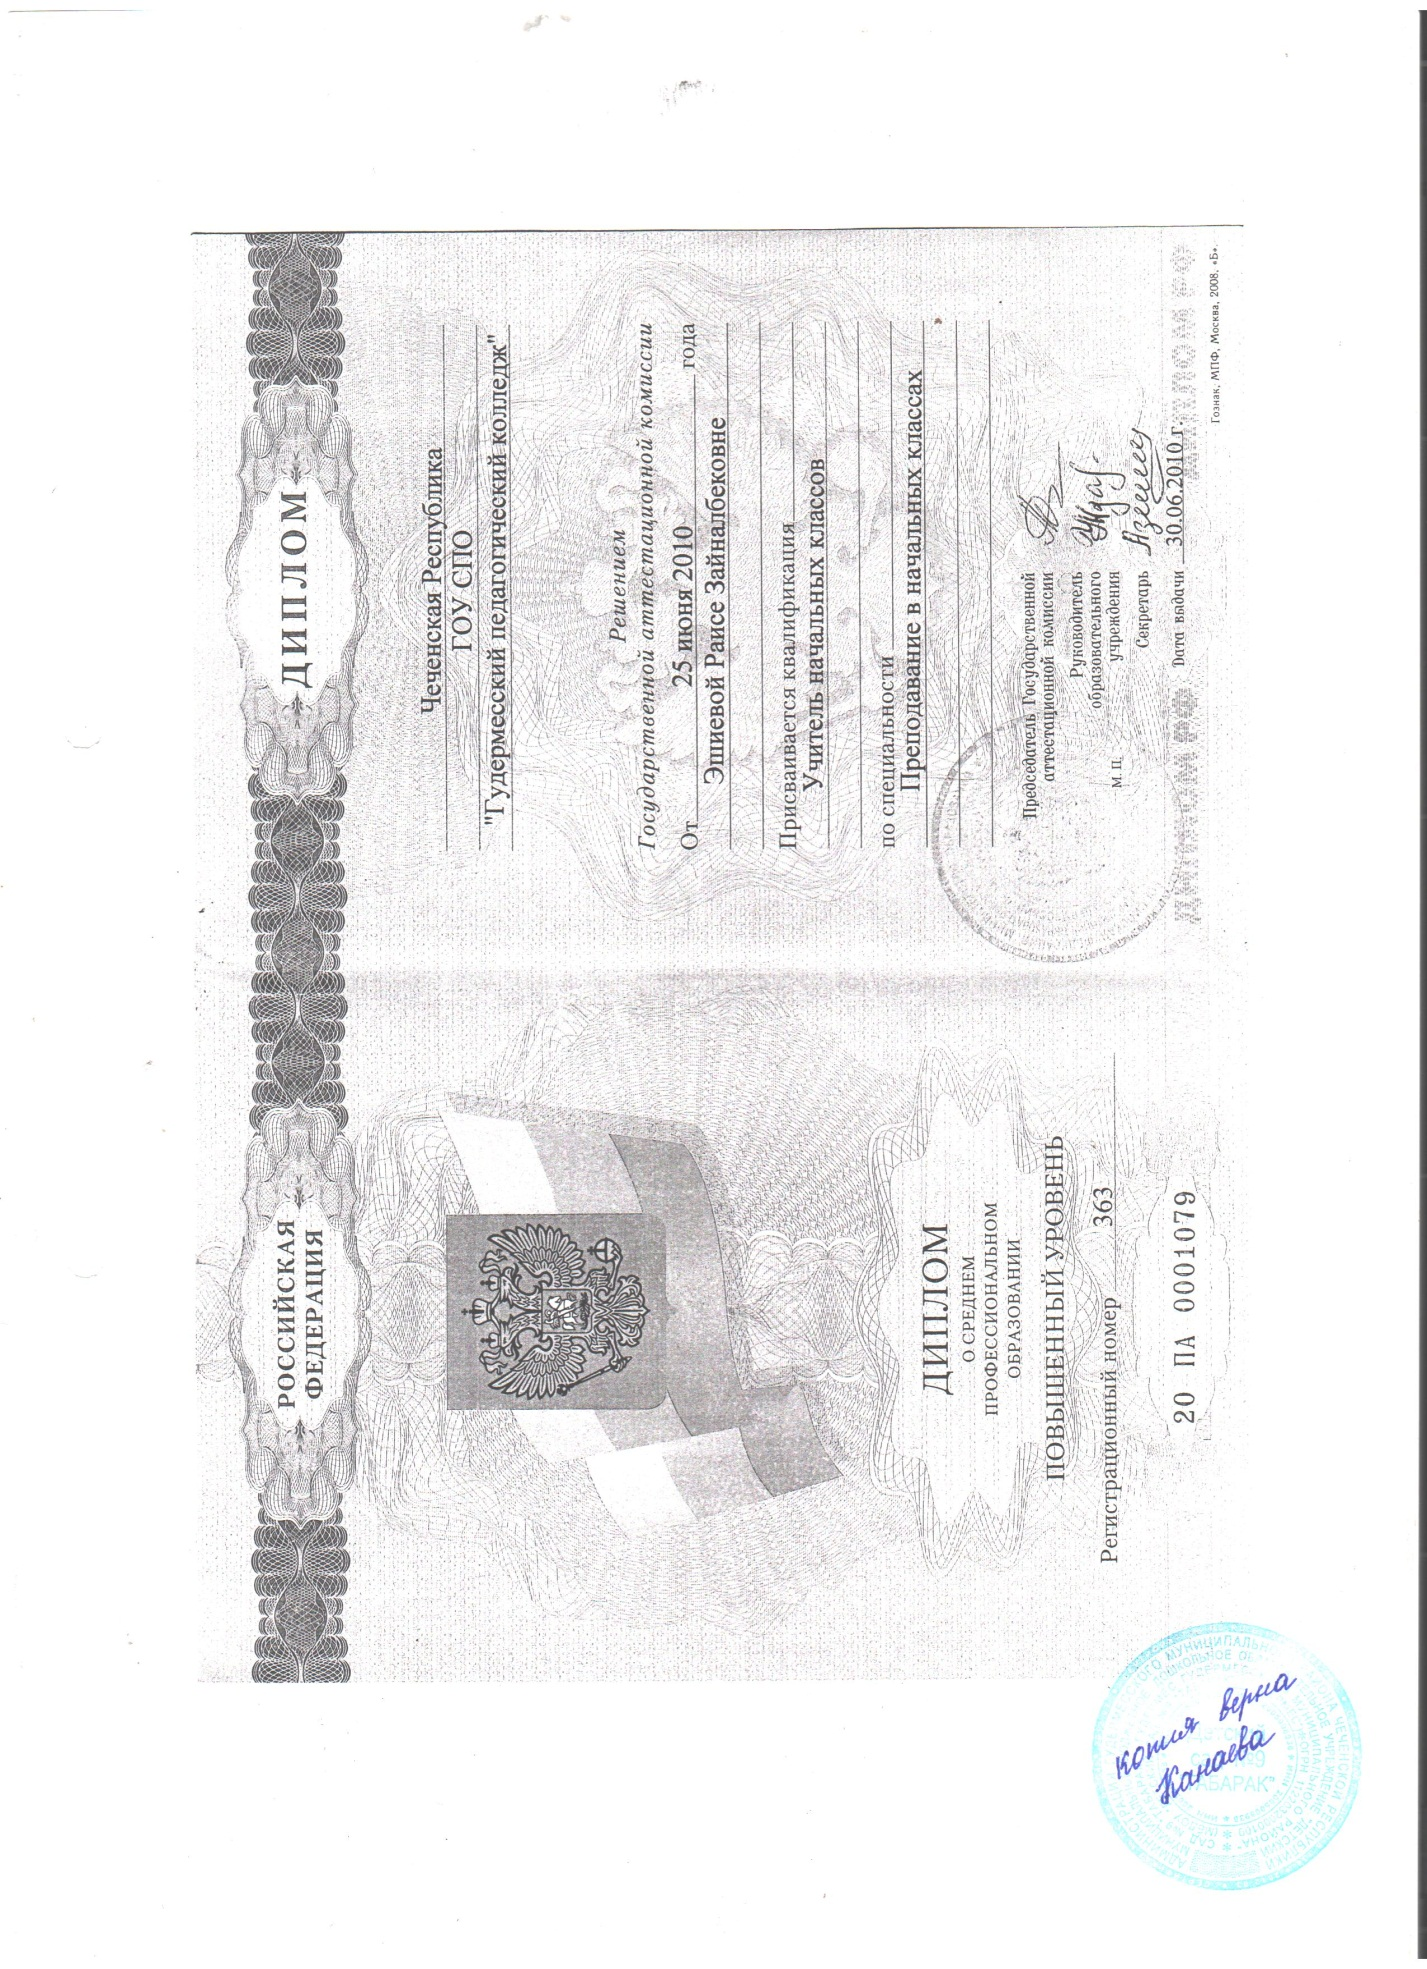 РОССИЙСКАЯ
ФЕДЕРАЦИЯ
ДИПЛОМ
О СРЕДНЕМ
ПРОФЕССИОНАЛЬНОМ
ОБРАЗОВАНИИ
ПОВЫШЕННЫЙ УРОВЕНЬ
Регистрационный номер 363
20 ПА 0001079
ДИПЛОМ
Чеченская Республика
ГОУ СПО
"Гудермесский педагогический колледж"
Решением
Государственной аттестационной комиссии
От 25 июня 2010 года
Эшиевой Раисе Зайналбековне
Присваивается квалификация
Учитель начальных классов
по специальности
Преподавание в начальных классах
Председатель Государственной
аттестационной комиссии
Руководитель
образовательного
М.П. учреждения
Секретарь
Дата выдачи 30.06.2010 г.
Гознак, МПФ, Москва, 2008, «Б».
копия верна
Канаева